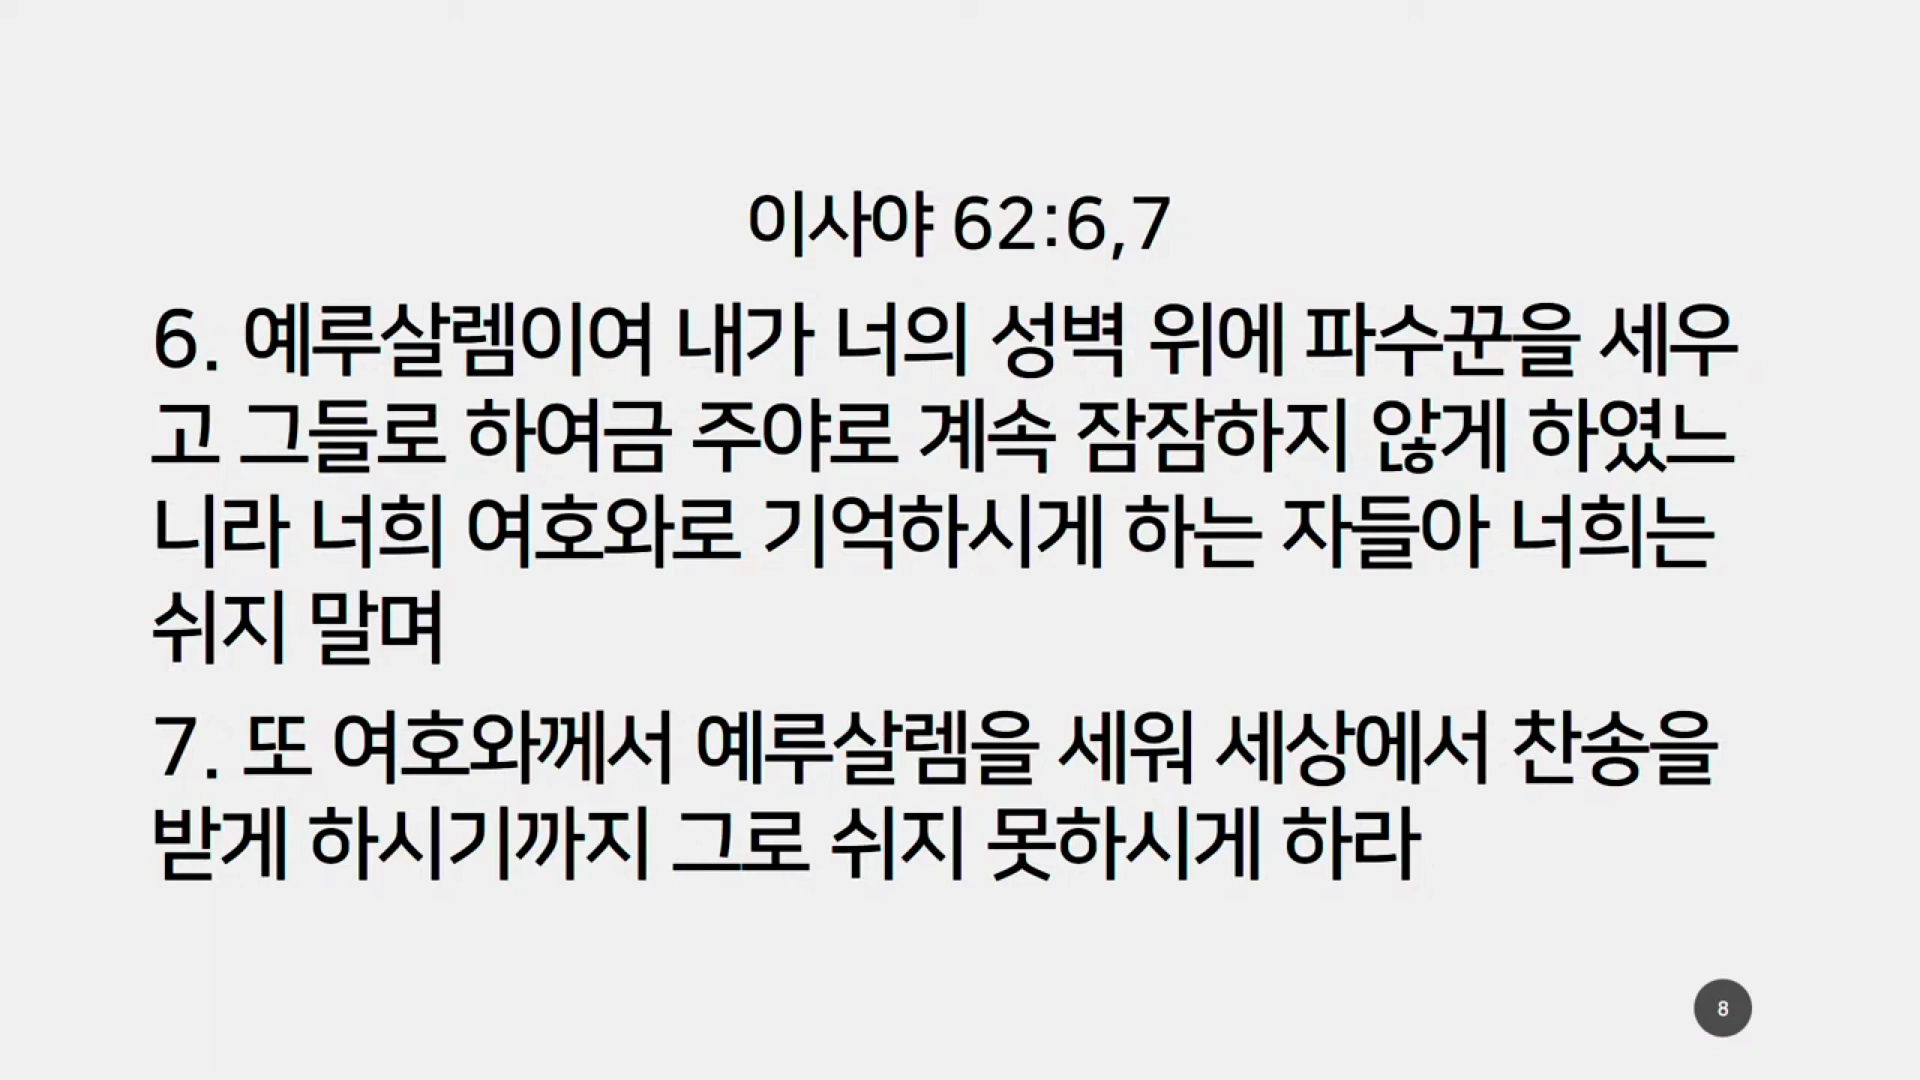 이사야 62:6,7
6. 예루살렘이여 내가 너의 성벽 위에 파수꾼을 세우
고 그들로 하여금 주야로 계속 잠잠하지 않게 하였느
니라 너희 여호와로 기억하시게 하는 자들아 너희는
쉬지 말며
7. 또 여호와께서 예루살렘을 세워 세상에서 찬송을
받게 하시기까지 그로 쉬지 못하시게 하라
8